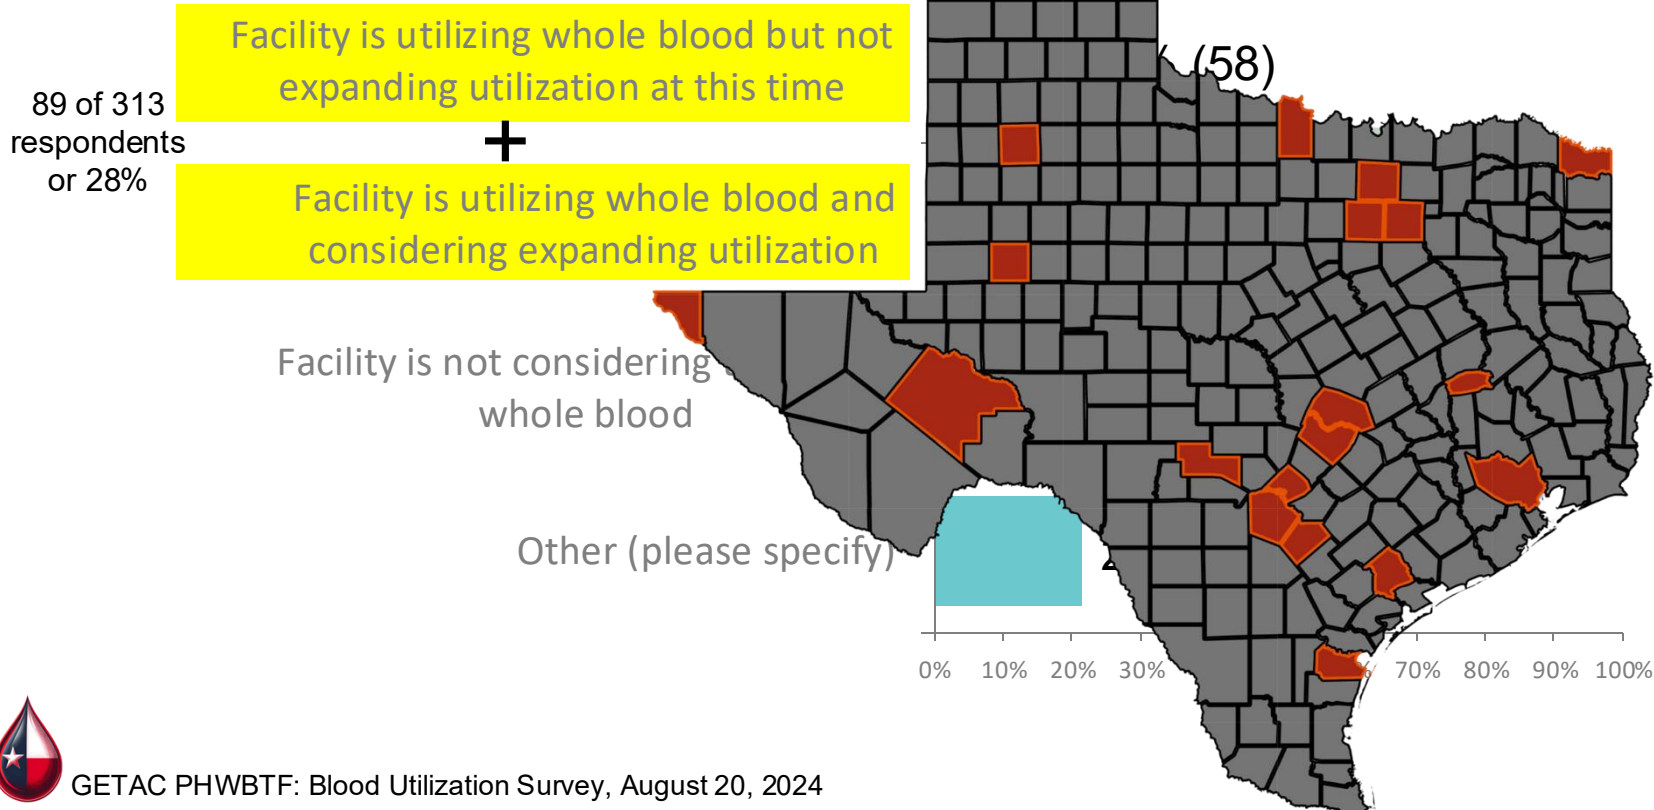 Facility is utilizing whole blood but not
expanding utilization at this time
(58)
89 of 313
respondents
or 28%
+
Facility is utilizing whole blood and
considering expanding utilization
Facility is not considering
whole blood
Other (please specify)
0% 10% 20% 30% % 70% 80% 90% 100%
GETAC PHWBTF: Blood Utilization Survey, August 20, 2024